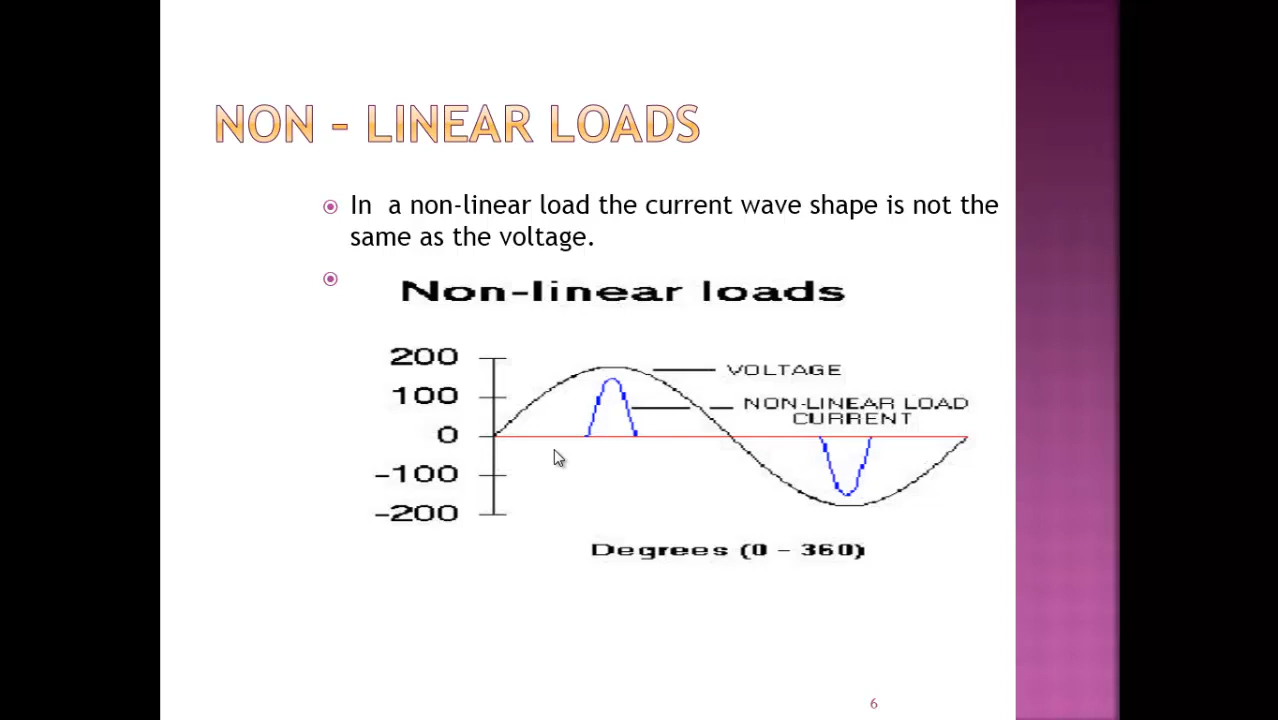 NON – LINEAR LOADS
In a non-linear load the current wave shape is not the
same as the voltage.
Non-linear loads
200
VOLTAGE
100
NON-LINEAR LOAD
CURRENT
0
-100
-200
Degrees (0 – 360)
6